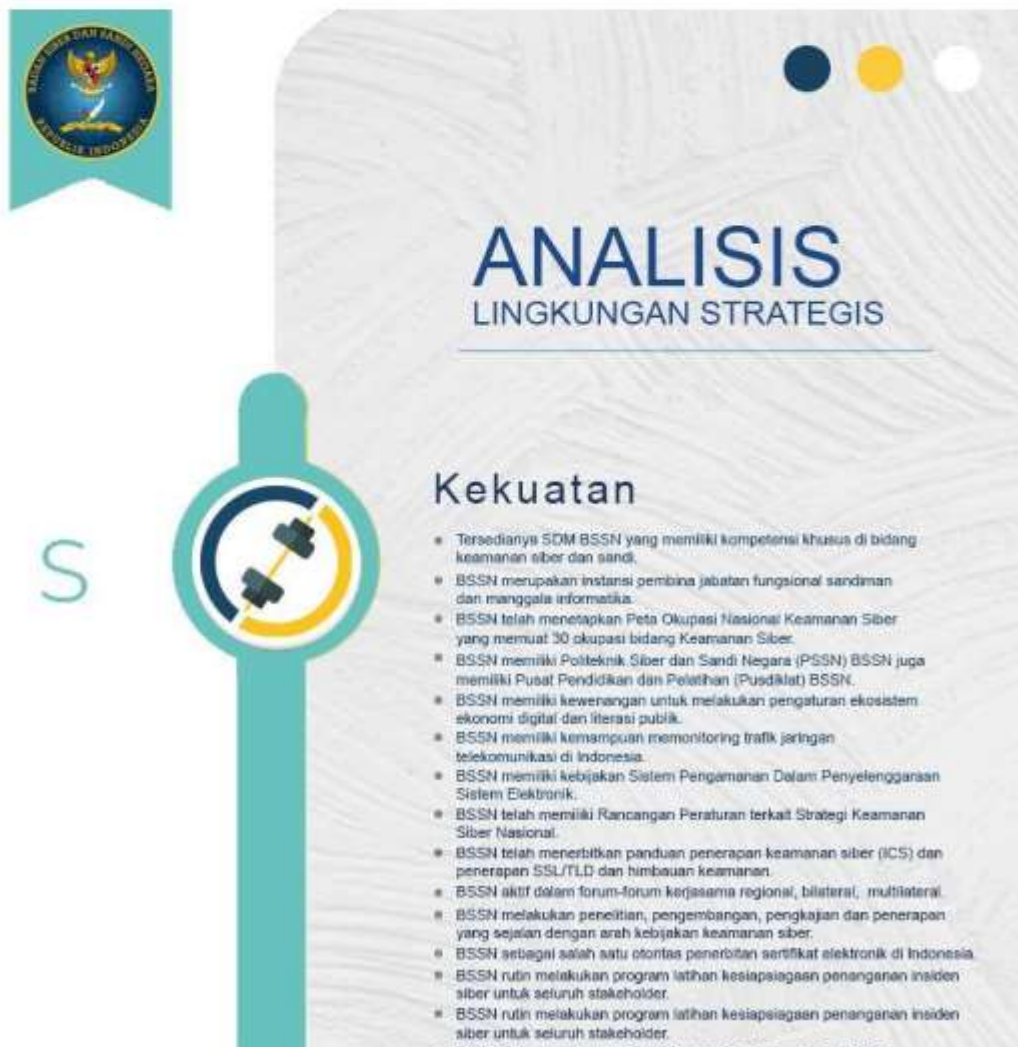 BADAN SIBER DAN SANDI NEGARA
REPUBLIK INDONESIA
ANALISIS
LINGKUNGAN STRATEGIS
S
Kekuatan
Tersedianya SDM BSSN yang memiliki kompetensi khusus di bidang
keamanan siber dan sandi.
BSSN merupakan instansi pembina jabatan fungsional sandiman
dan manggala informatika.
BSSN telah menetapkan Peta Okupasi Nasional Keamanan Siber
yang memuat 30 okupasi bidang Keamanan Siber.
BSSN memiliki Politeknik Siber dan Sandi Negara (PSSN) BSSN juga
memiliki Pusat Pendidikan dan Pelatihan (Pusdiklat) BSSN.
BSSN memiliki kewenangan untuk melakukan pengaturan ekosistem
ekonomi digital dan literasi publik.
BSSN memiliki kemampuan memonitoring trafik jaringan
telekomunikasi di Indonesia.
BSSN memiliki kebijakan Sistem Pengamanan Dalam Penyelenggaraan
Sistem Elektronik.
BSSN telah memiliki Rancangan Peraturan terkait Strategi Keamanan
Siber Nasional.
BSSN telah menerbitkan panduan penerapan keamanan siber (ICS) dan
penerapan SSL/TLD dan himbauan keamanan.
BSSN aktif dalam forum-forum kerjasama regional, bilateral, multilateral.
BSSN melakukan penelitian, pengembangan, pengkajian dan penerapan
yang sejalan dengan arah kebijakan keamanan siber.
BSSN sebagai salah satu otoritas penerbitan sertifikat elektronik di Indonesia.
BSSN rutin melakukan program latihan kesiapsiagaan penanganan insiden
siber untuk seluruh stakeholder.
BSSN rutin melakukan program latihan kesiapsiagaan penanganan insiden
siber untuk seluruh stakeholder.